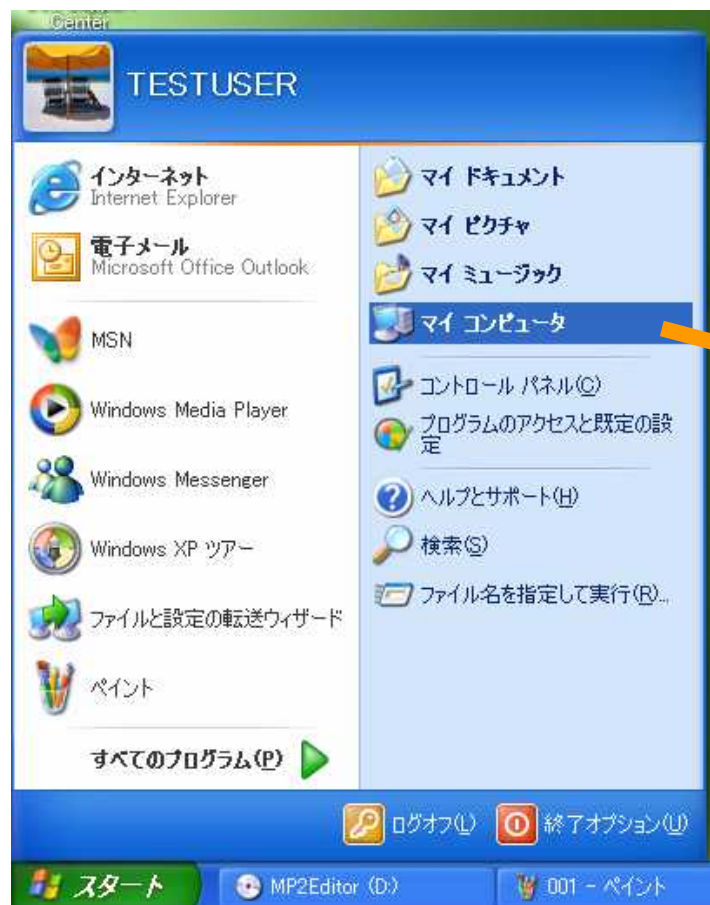 Center
TESTUSER
インターネット
Internet Explorer
電子メール
Microsoft Office Outlook
MSN
Windows Media Player
Windows Messenger
Windows XP ツアー
ファイルと設定の転送ウィザード
ペイント
すべてのプログラム(P)
マイ ドキュメント
マイ ピクチャ
マイ ミュージック
マイ コンピュータ
コントロール パネル(C)
プログラムのアクセスと既定の設
定
ヘルプとサポート(H)
検索(S)
ファイル名を指定して実行(R)...
ログオフ(L)
終了オプション(U)
スタート
MP2Editor (D:)
001 - ペイント